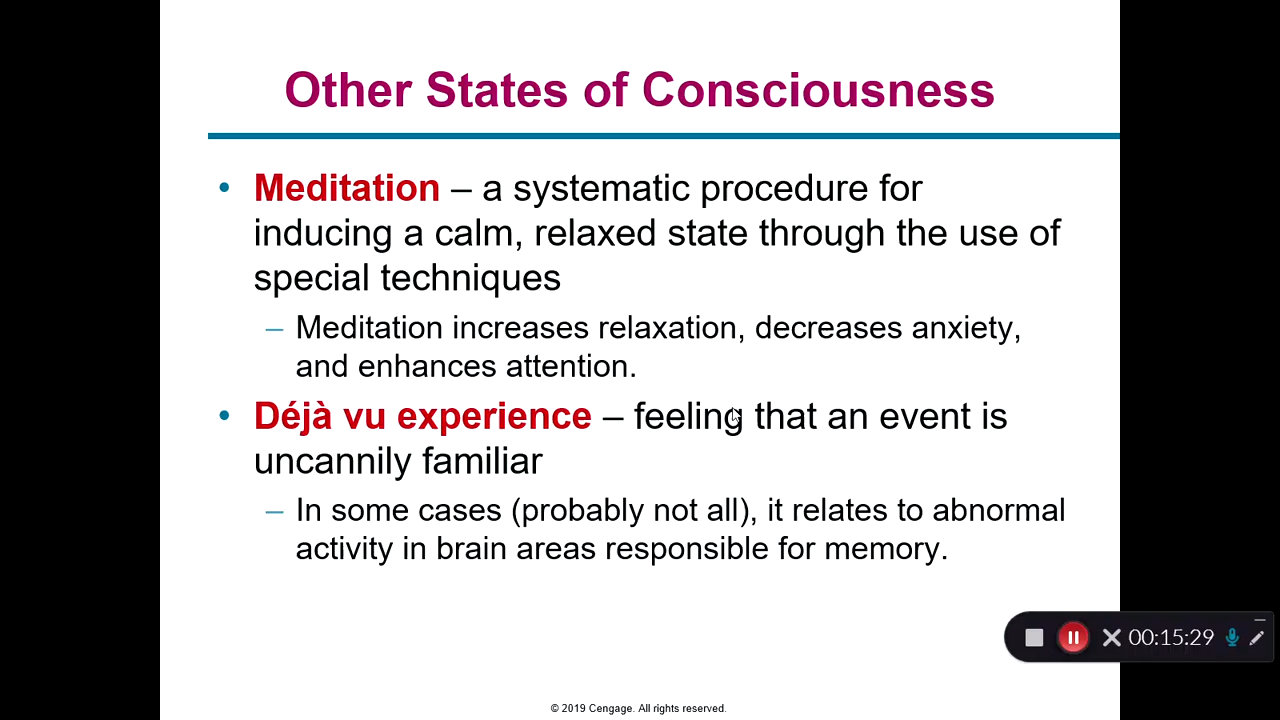 Other States of Consciousness
• Meditation – a systematic procedure for
inducing a calm, relaxed state through the use of
special techniques
– Meditation increases relaxation, decreases anxiety,
and enhances attention.
• Déjà vu experience – feeling that an event is
uncannily familiar
– In some cases (probably not all), it relates to abnormal
activity in brain areas responsible for memory.
00:15:29
© 2019 Cengage. All rights reserved.